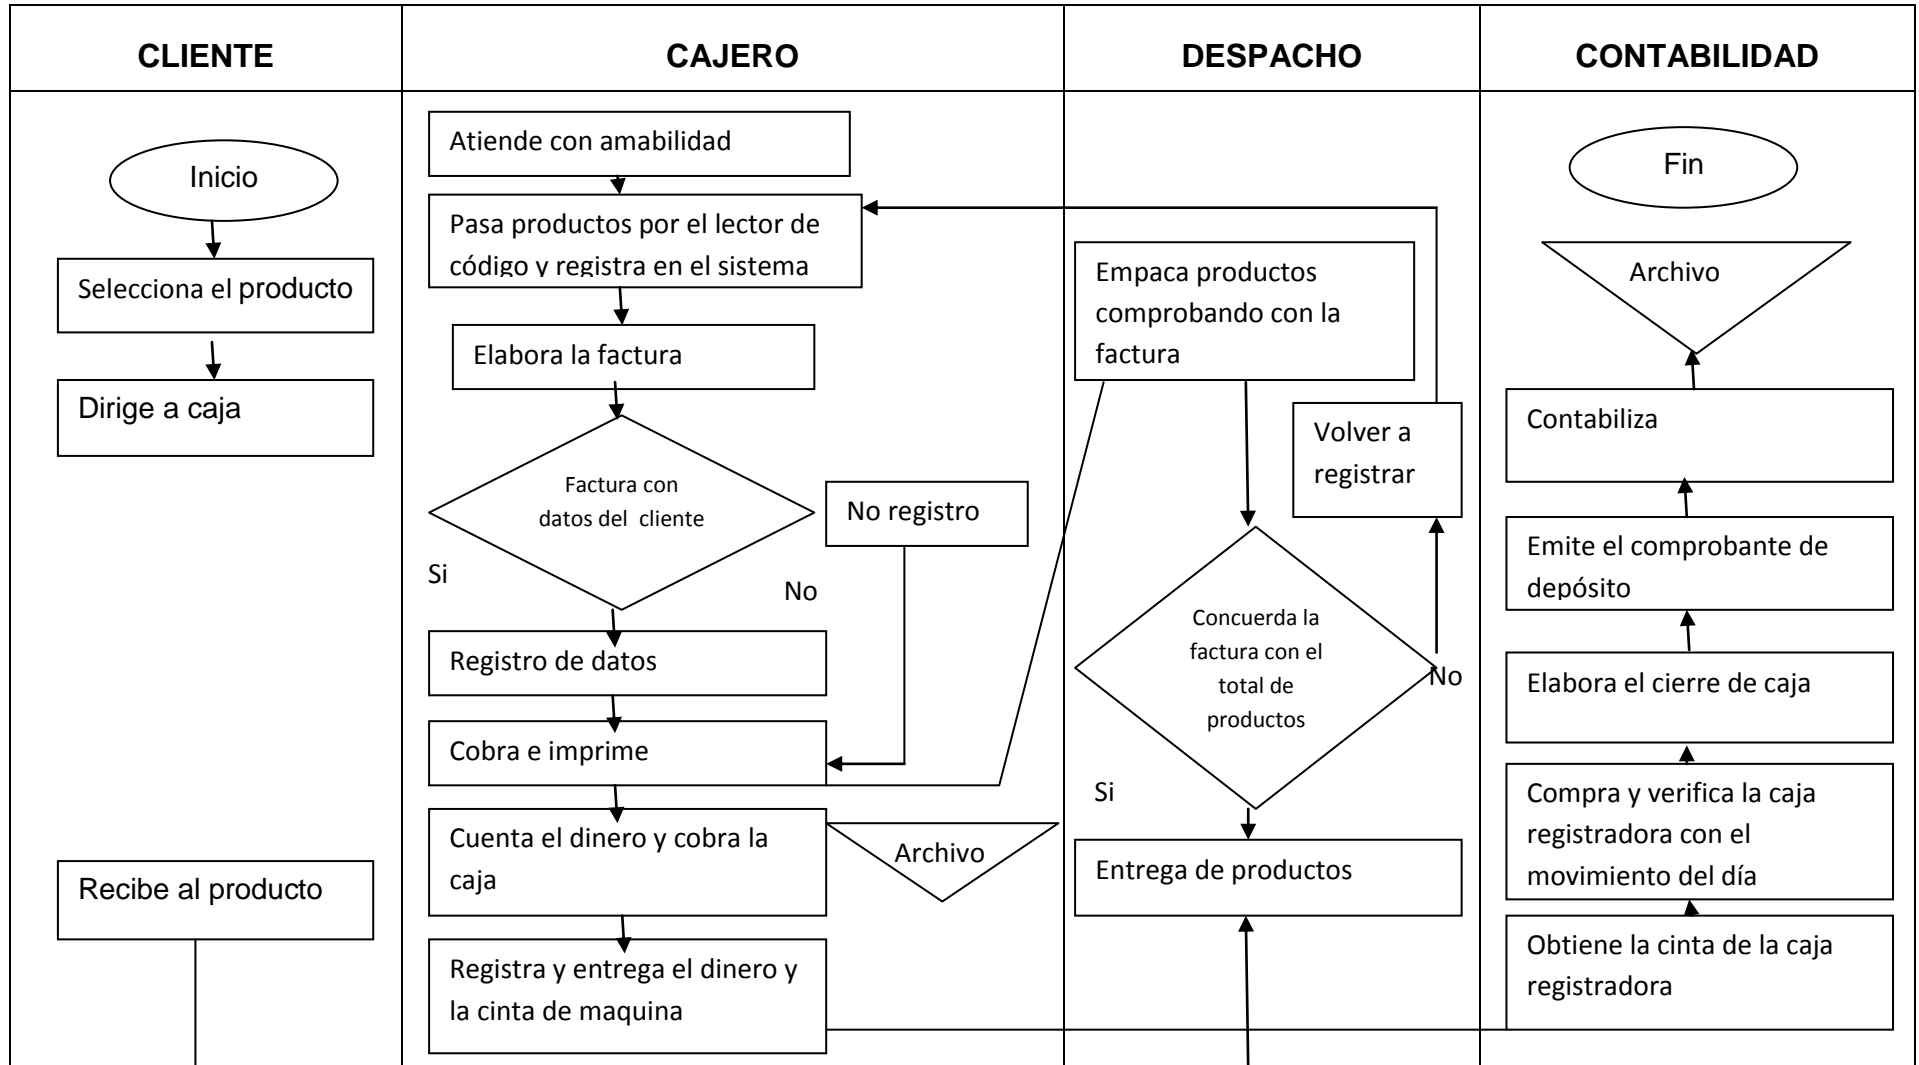 CLIENTE
CAJERO
DESPACHO
CONTABILIDAD
Inicio
Selecciona el producto
Dirige a caja
Recibe al producto
Atiende con amabilidad
Pasa productos por el lector de
código y registra en el sistema
Elabora la factura
Factura con
datos del cliente
Si
No
No registro
Registro de datos
Cobra e imprime
Cuenta el dinero y cobra la
caja
Archivo
Registra y entrega el dinero y
la cinta de maquina
Empaca productos
comprobando con la
factura
Volver a
registrar
Concuerda la
factura con el
total de
productos
No
Si
Entrega de productos
Fin
Archivo
Contabiliza
Emite el comprobante de
depósito
Elabora el cierre de caja
Compra y verifica la caja
registradora con el
movimiento del día
Obtiene la cinta de la caja
registradora